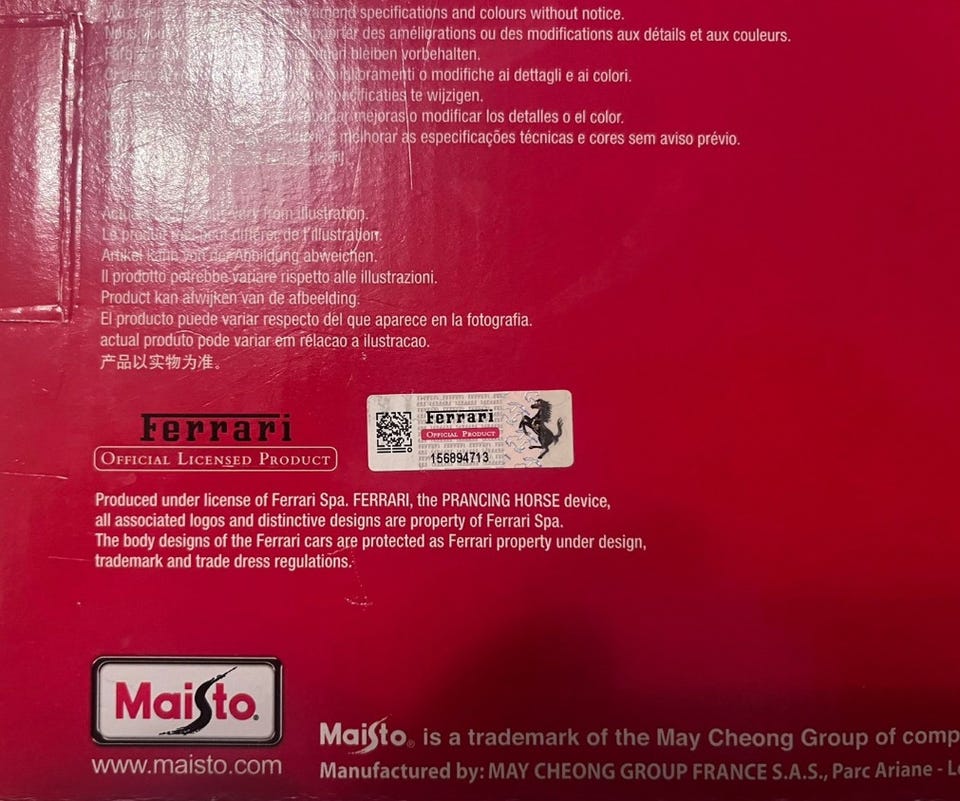 amend specifications and colours without notice.
des améliorations ou des modifications aux détails et aux couleurs.
bleiben vorbehalten.
miglioramenti o modifiche ai dettagli e ai colori.
specificaties te wijzigen.
mejoras o modificar los detalles o el color.
melhorar as especificações técnicas e cores sem aviso prévio.
vary from illustration.
Le produit différer de l'illustration.
Artikel kann von der Abbildung abweichen.
Il prodotto potrebbe variare rispetto alle illustrazioni.
Product kan afwijken van de afbeelding.
El producto puede variar respecto del que aparece en la fotografia.
actual produto pode variar em rélacao a ilustracao.
产品以实物为准。
Ferrari
OFFICIAL LICENSED PRODUCT
Ferrari
OFFICIAL PRODUCT
156894713
Produced under license of Ferrari Spa. FERRARI, the PRANCING HORSE device,
all associated logos and distinctive designs are property of Ferrari Spa.
The body designs of the Ferrari cars are protected as Ferrari property under design,
trademark and trade dress regulations.
Maisto®
www.maisto.com
Maisto® is a trademark of the May Cheong Group of comp
Manufactured by: MAY CHEONG GROUP FRANCE S.A.S., Parc Ariane - L